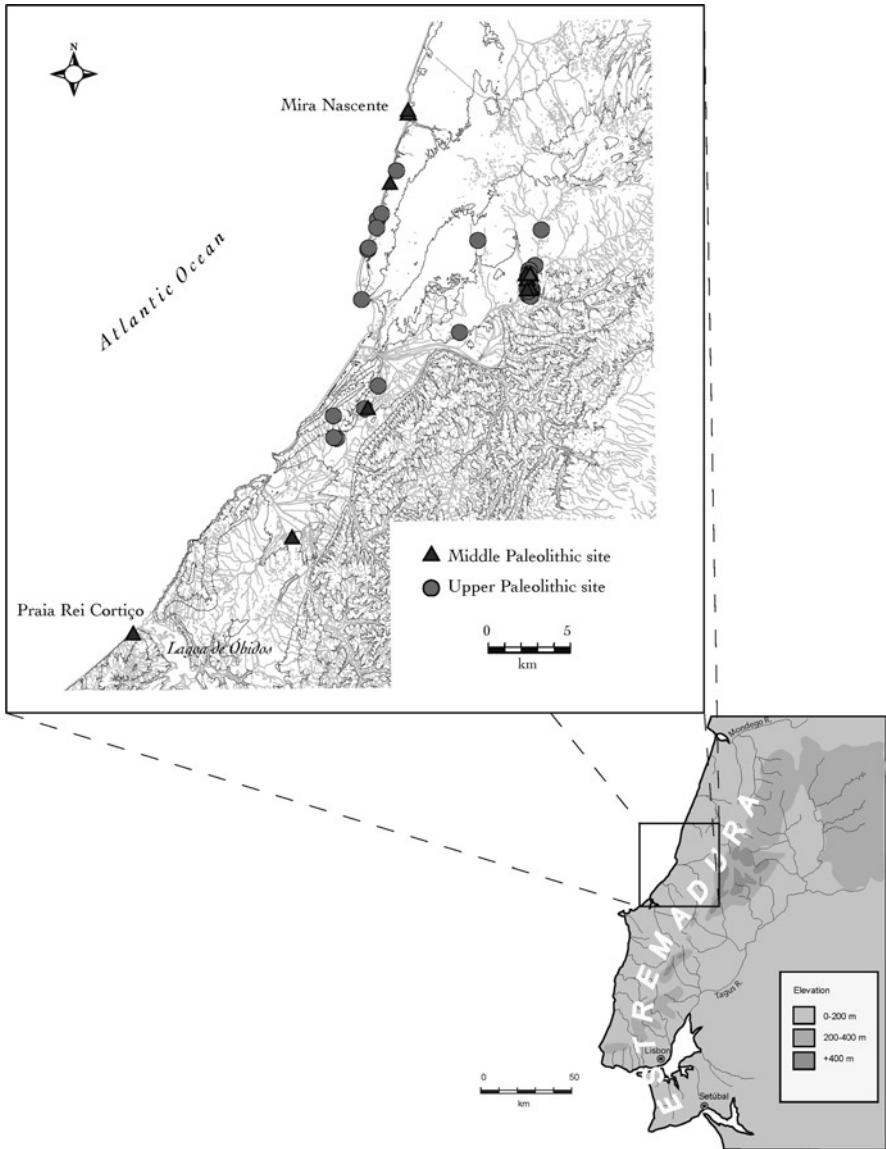 N
Mira Nascente
Atlantic Ocean
Middle Paleolithic site
Upper Paleolithic site
0 5
km
Praia Rei Cortiço
Lagoa de Óbidos
Mondego R.
ESTREMADURA
Tagus R.
Elevation
0-200 m
200-400 m
+400 m
Lisbon
0 50
km
Setúbal